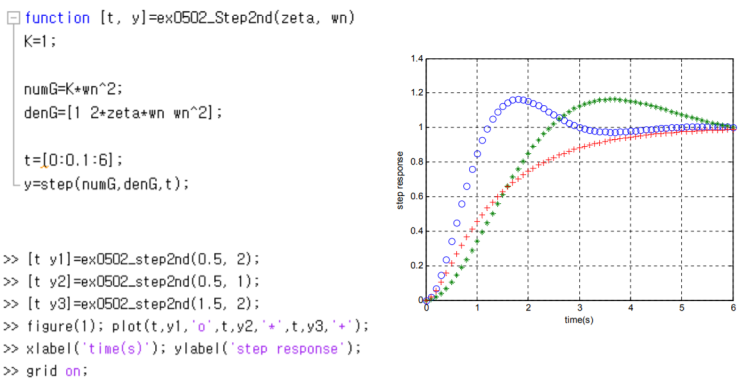 function [t, y]=ex0502_Step2nd(zeta, wn)
K=1;
numG=K*wn^2;
denG=[1 2*zeta*wn wn^2];
t=[0:0.1:6];
y=step(numG,denG,t);
>> [t y1]=ex0502_step2nd(0.5, 2);
>> [t y2]=ex0502_step2nd(0.5, 1);
>> [t y3]=ex0502_step2nd(1.5, 2);
>> figure(1); plot(t,y1,'o',t,y2,'*',t,y3,'+');
>> xlabel('time(s)'); ylabel('step response');
>> grid on;
1.4
1.2
1
0.8
0.6
0.4
0.2
0
step response
0 1 2 3 4 5 6
time(s)